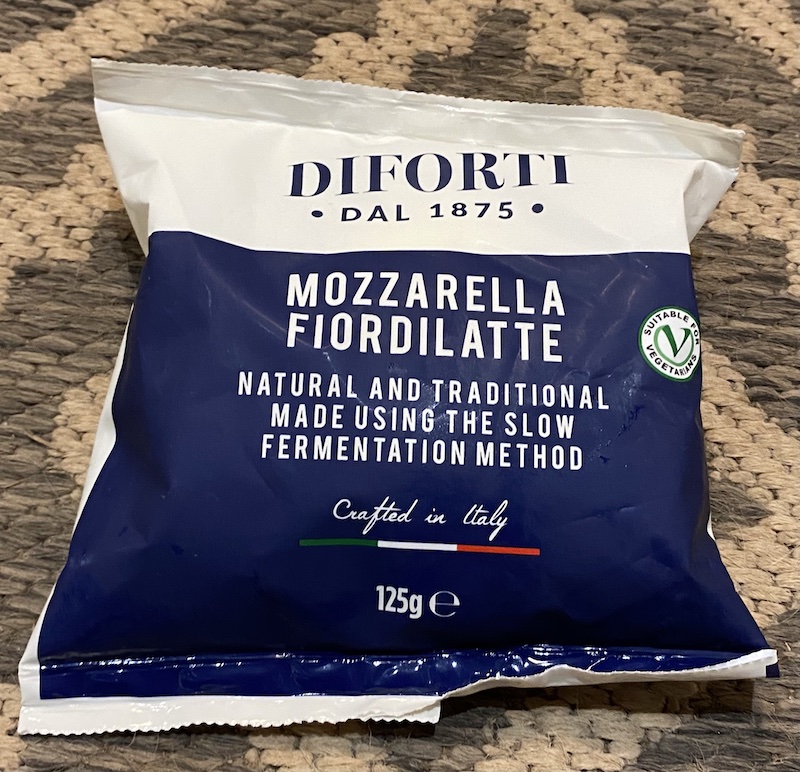 DIFORTI
• DAL 1875 •
MOZZARELLA
FIORDILATTE
SUITABLE FOR
VEGETARIANS
V
NATURAL AND TRADITIONAL
MADE USING THE SLOW
FERMENTATION METHOD
Crafted in Italy
125g ℮